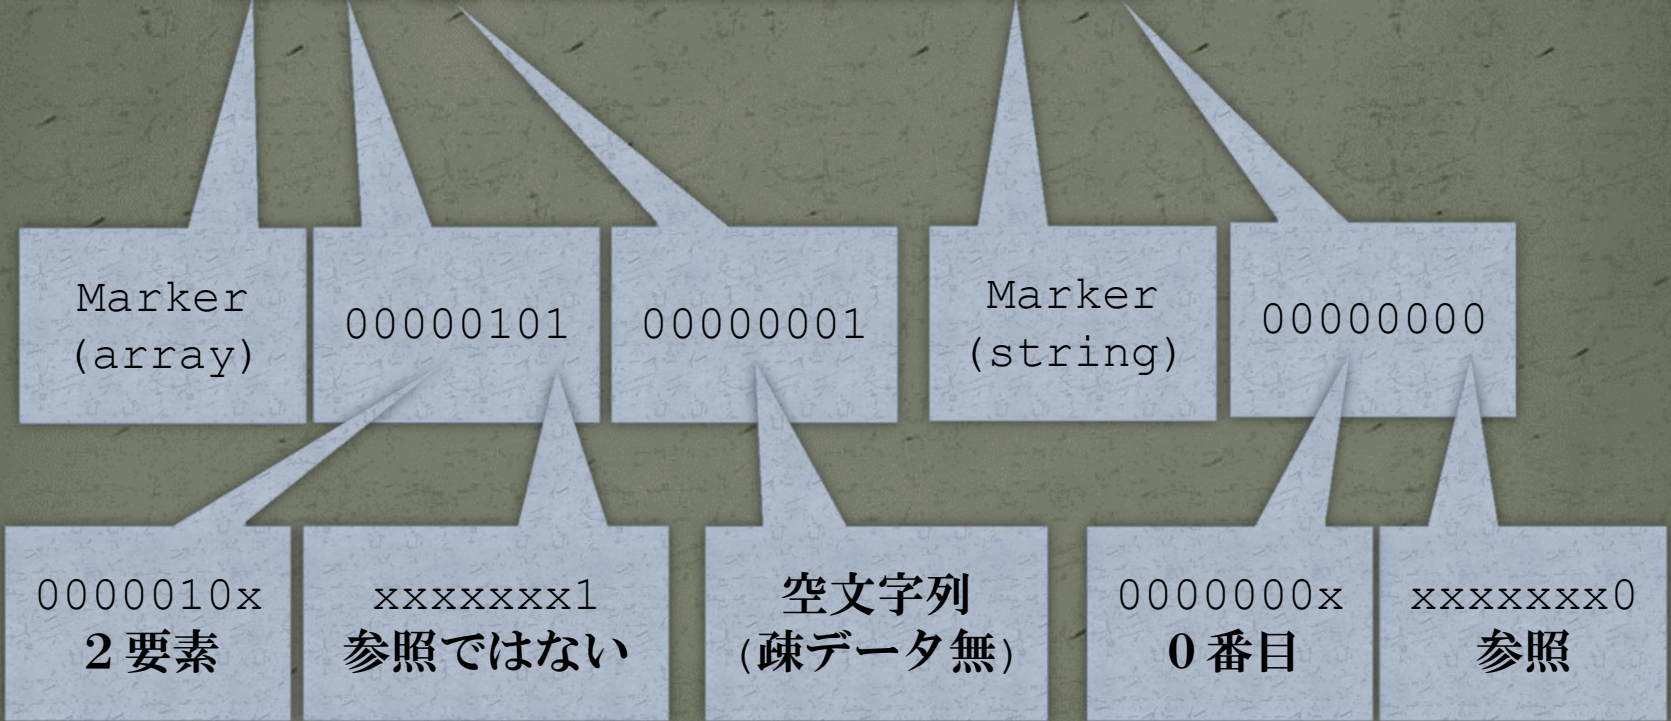 Marker
(array)
00000101
00000001
Marker
(string)
00000000
0000010x
２要素
xxxxxxx1
参照ではない
空文字列
(疎データ無)
0000000x
０番目
xxxxxxx0
参照